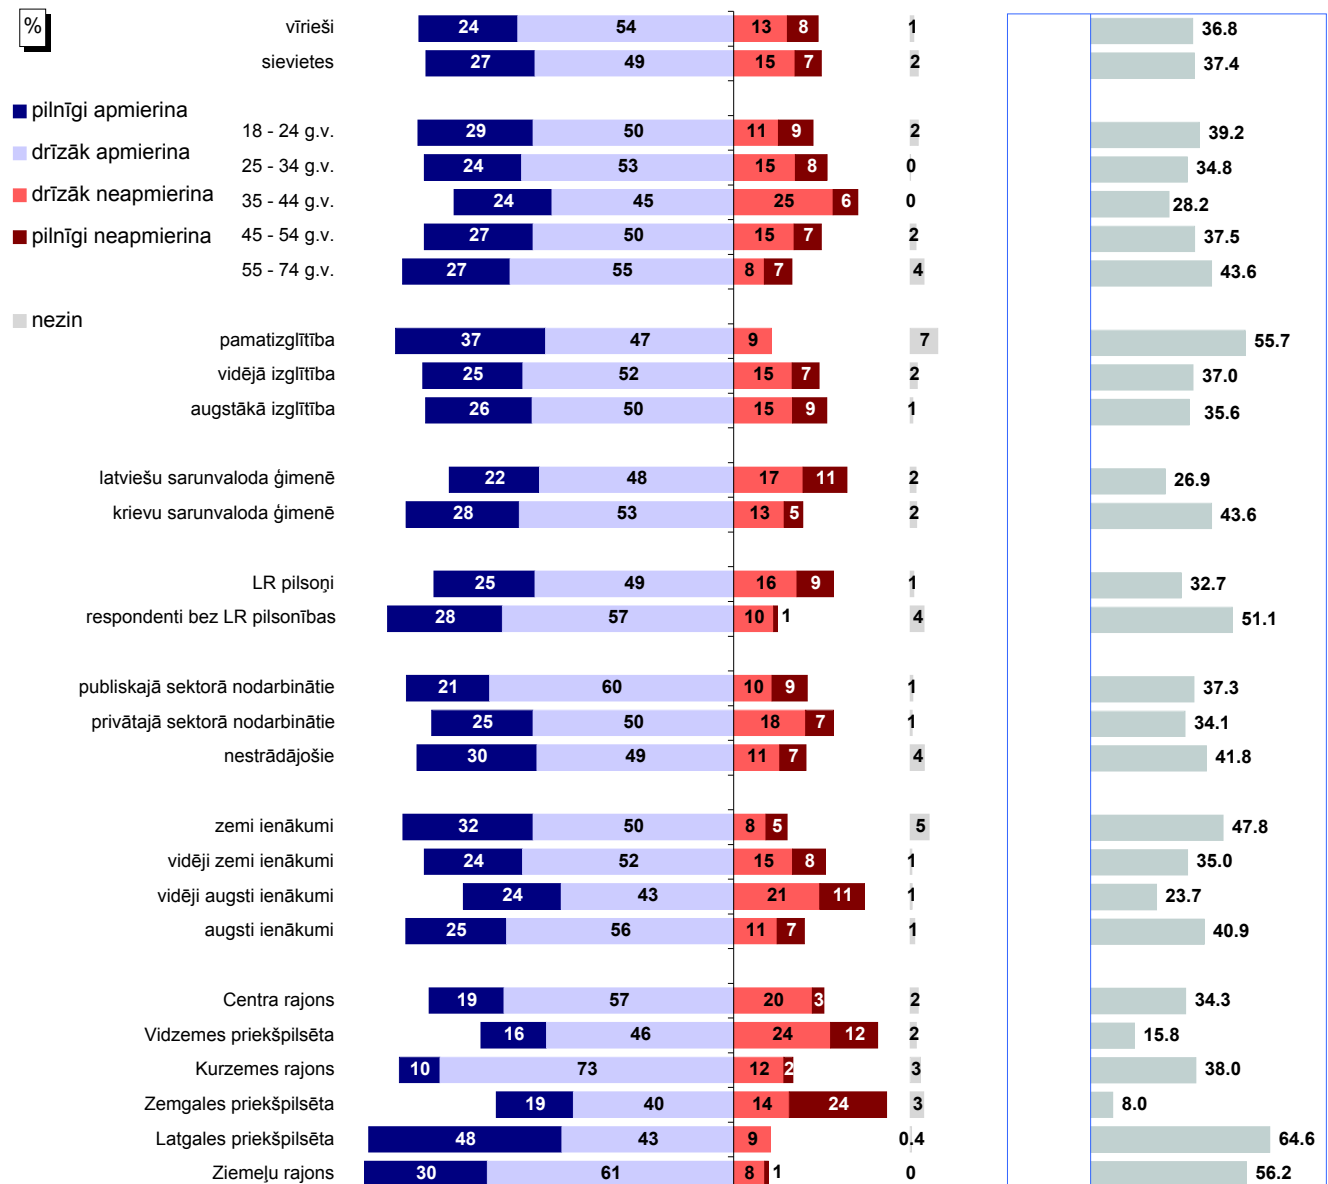 %
vīrieši 24 54 13 8 1 36.8
sievietes 27 49 15 7 2 37.4
pilnīgi apmierina
18 - 24 g.v. 29 50 11 9 2 39.2
drīzāk apmierina
25 - 34 g.v. 24 53 15 8 0 34.8
drīzāk neapmierina
35 - 44 g.v. 24 45 25 6 0 28.2
pilnīgi neapmierina
45 - 54 g.v. 27 50 15 7 2 37.5
55 - 74 g.v. 27 55 8 7 4 43.6
nezin
pamatizglītība 37 47 9 7 55.7
vidējā izglītība 25 52 15 7 2 37.0
augstākā izglītība 26 50 15 9 1 35.6
latviešu sarunvaloda ģimenē 22 48 17 11 2 26.9
krievu sarunvaloda ģimenē 28 53 13 5 2 43.6
LR pilsoņi 25 49 16 9 1 32.7
respondenti bez LR pilsonības 28 57 10 1 4 51.1
publiskajā sektorā nodarbinātie 21 60 10 9 1 37.3
privātajā sektorā nodarbinātie 25 50 18 7 1 34.1
nestrādājošie 30 49 11 7 4 41.8
zemi ienākumi 32 50 8 5 5 47.8
vidēji zemi ienākumi 24 52 15 8 1 35.0
vidēji augsti ienākumi 24 43 21 11 1 23.7
augsti ienākumi 25 56 11 7 1 40.9
Centra rajons 19 57 20 3 2 34.3
Vidzemes priekšpilsēta 16 46 24 12 2 15.8
Kurzemes rajons 10 73 12 2 3 38.0
Zemgales priekšpilsēta 19 40 14 24 3 8.0
Latgales priekšpilsēta 48 43 9 0.4 64.6
Ziemeļu rajons 30 61 8 1 0 56.2